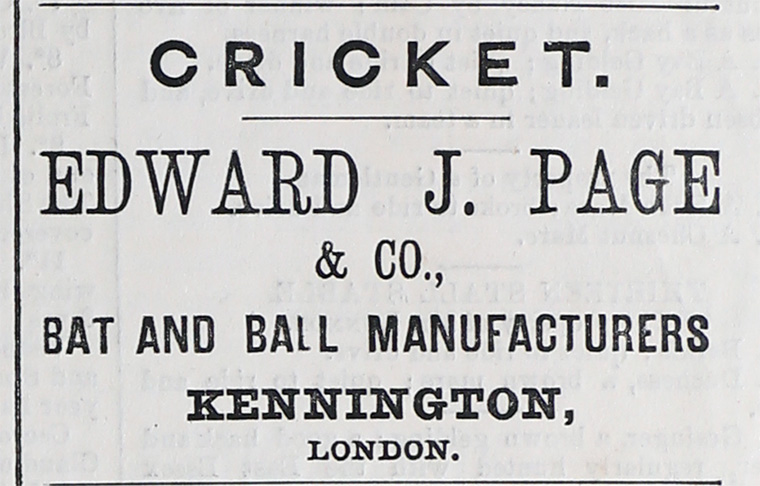 CRICKET.
EDWARD J. PAGE
& CO.,
BAT AND BALL MANUFACTURERS
KENNINGTON,
LONDON.